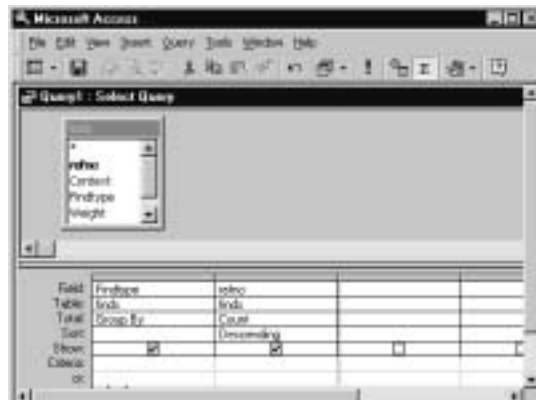 Microsoft Access
File Edit View Insert Query Tools Window Help
Query1 : Select Query
*
refno
Context
Findtype
Weight
Field: Findtype refno
Table: finds finds
Total: Group By Count
Sort: Descending
Show:
Criteria:
or: